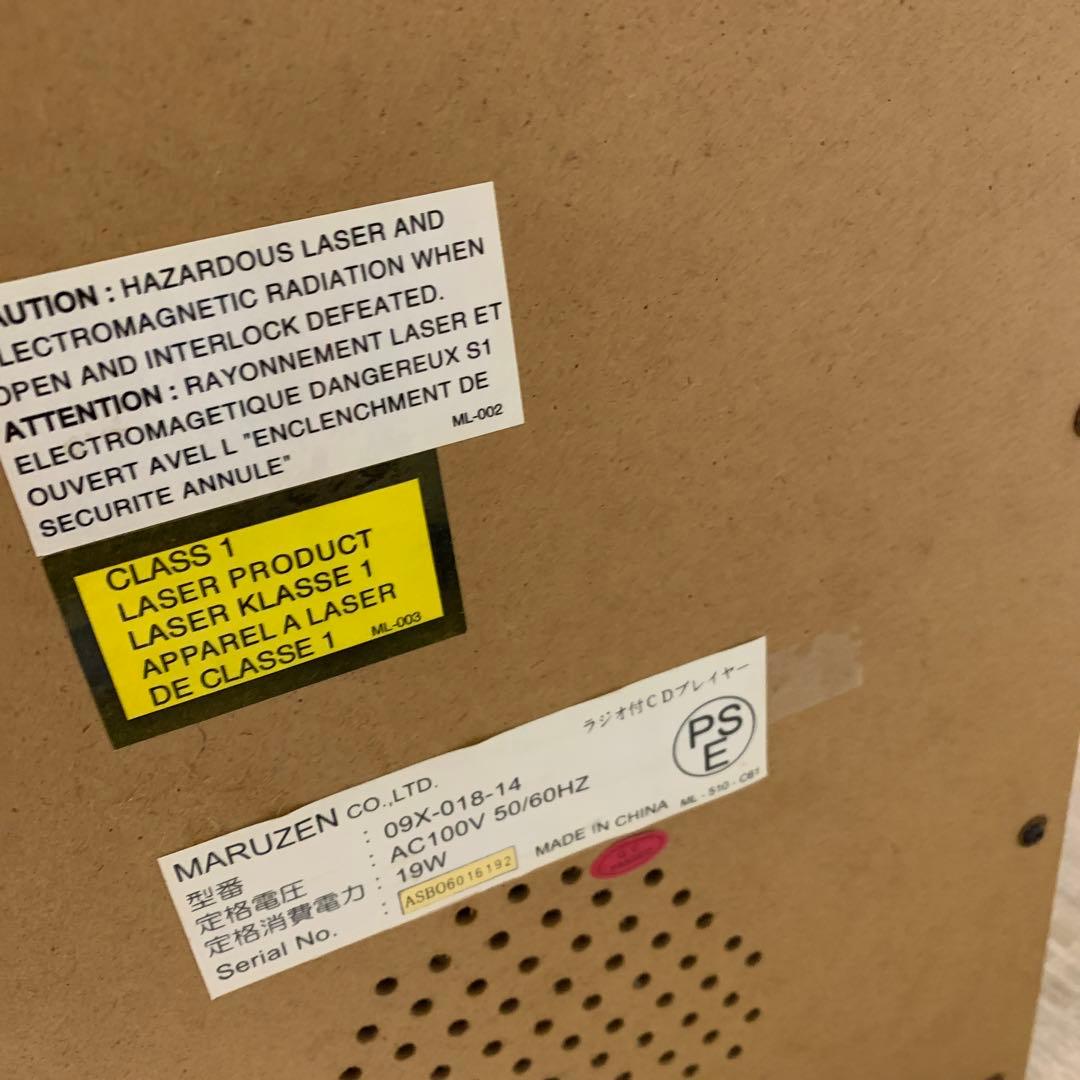 AUTION : HAZARDOUS LASER AND
LECTROMAGNETIC RADIATION WHEN
OPEN AND INTERLOCK DEFEATED.
ATTENTION : RAYONNEMENT LASER ET
ELECTROMAGETIQUE DANGEREUX S1
OUVERT AVEL L "ENCLENCHMENT DE
SECURITE ANNULE"
ML-002
CLASS 1
LASER PRODUCT
LASER KLASSE 1
APPAREL A LASER
DE CLASSE 1
ML-003
ラジオ付CDプレイヤー
MARUZEN CO.,LTD.
PSE
型番 : 09X-018-14
定格電圧 : AC100V 50/60HZ
定格消費電力 : 19W
Serial No. : ASB06016192
MADE IN CHINA
ML-510-C61